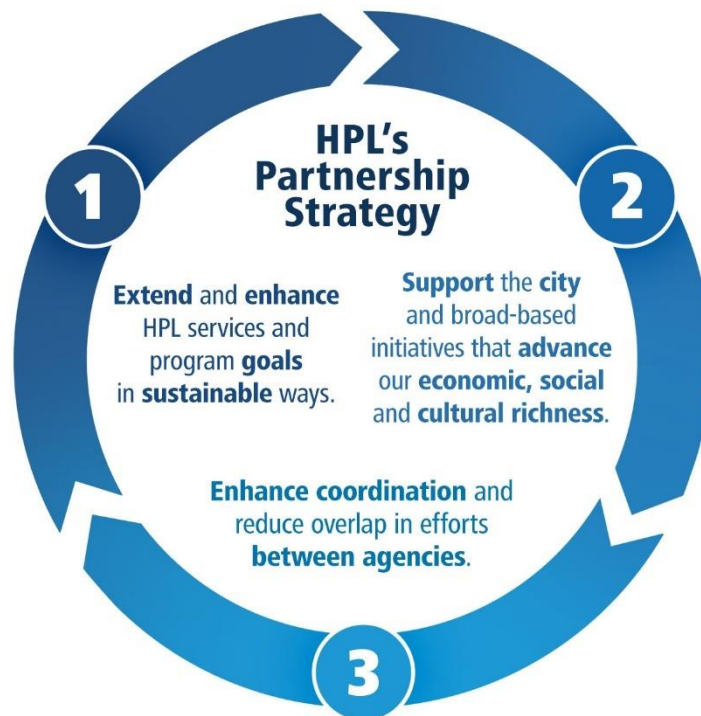 HPL's
Partnership
Strategy
1
Extend and enhance
HPL services and
program goals
in sustainable ways.
2
Support the city
and broad-based
initiatives that advance
our economic, social
and cultural richness.
Enhance coordination and
reduce overlap in efforts
between agencies.
3